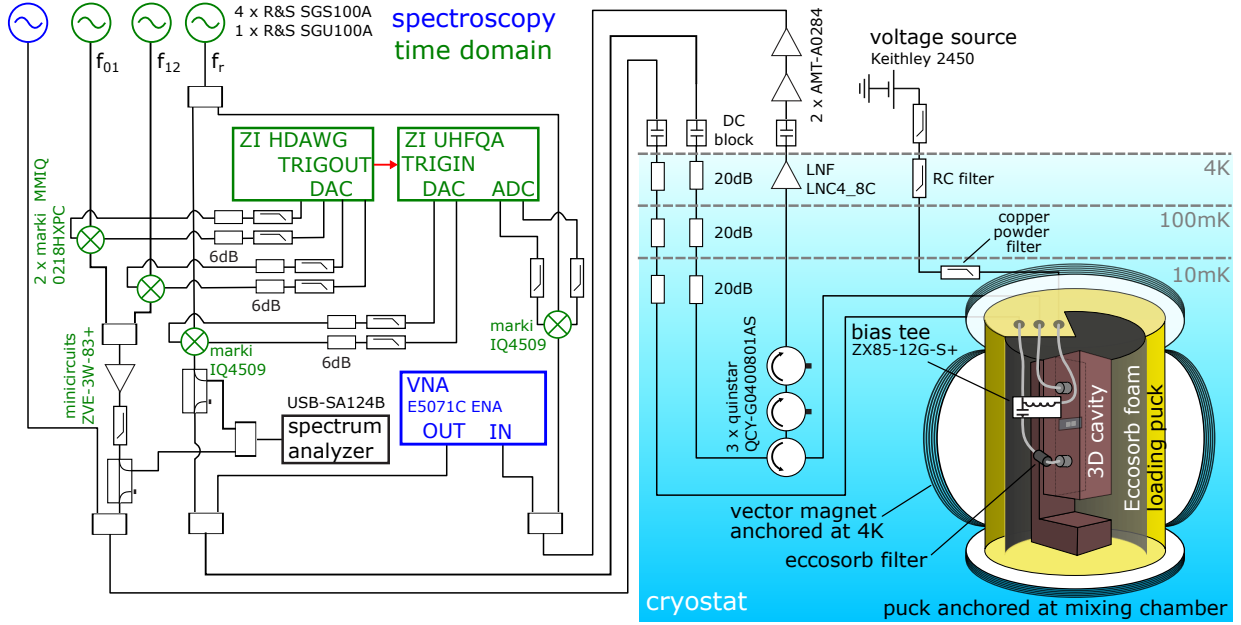 4 x R&S SGS100A
1 x R&S SGU100A
spectroscopy
time domain
f01
f12
fr
2 x marki MMIQ
0218HXPC
ZI HDAWG
TRIGOUT
DAC
ZI UHFQA
TRIGIN
DAC
ADC
6dB
6dB
6dB
marki
IQ4509
marki
IQ4509
minicircuits
ZVE-3W-83+
USB-SA124B
spectrum
analyzer
VNA
E5071C ENA
OUT
IN
2 x AMT-A0284
DC
block
voltage source
Keithley 2450
4K
20dB
LNF
LNC4_8C
RC filter
100mK
20dB
copper
powder
filter
10mK
20dB
3 x quinstar
QCY-G0400801AS
bias tee
ZX85-12G-S+
3D cavity
Eccosorb foam
loading puck
vector magnet
anchored at 4K
eccosorb filter
cryostat
puck anchored at mixing chamber